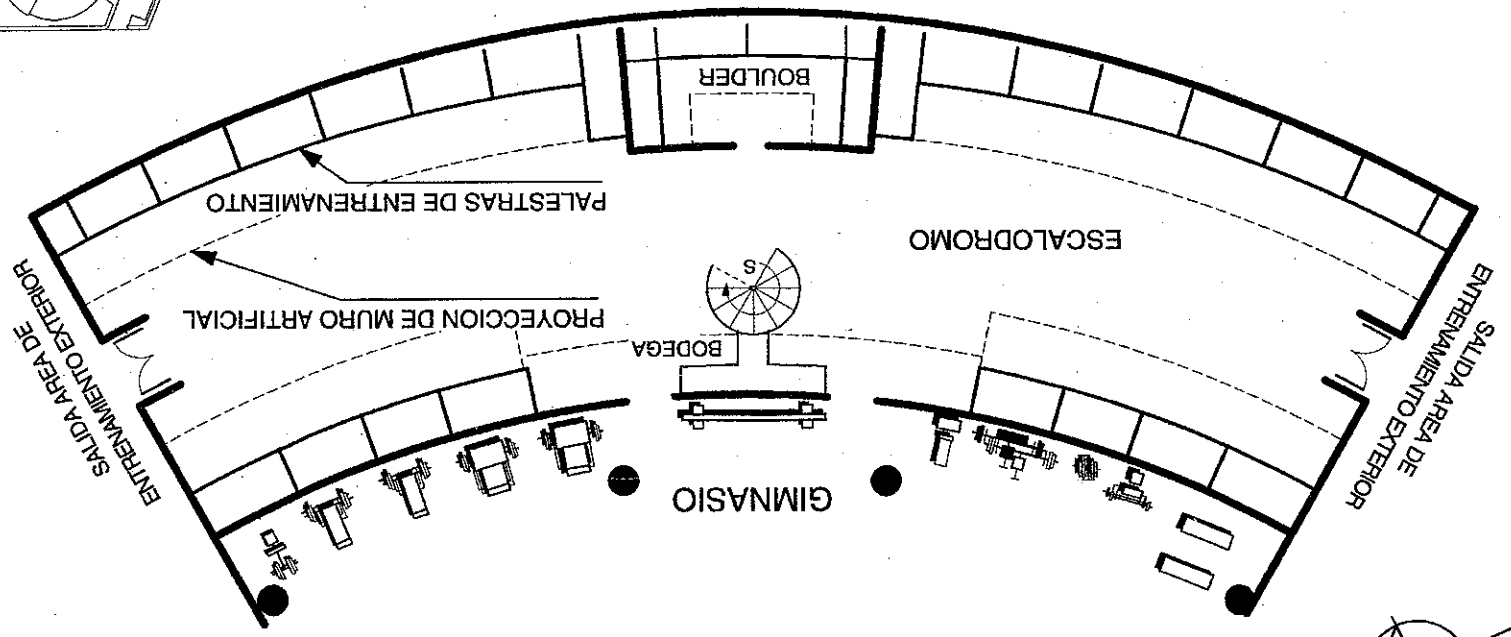 GIMNASIO
SALIDA AREA DE
ENTRENAMIENTO EXTERIOR
BODEGA
S
PROYECCION DE MURO ARTIFICIAL
SALIDA AREA DE
ENTRENAMIENTO EXTERIOR
ESCALODROMO
PALESTRAS DE ENTRENAMIENTO
BOULDER